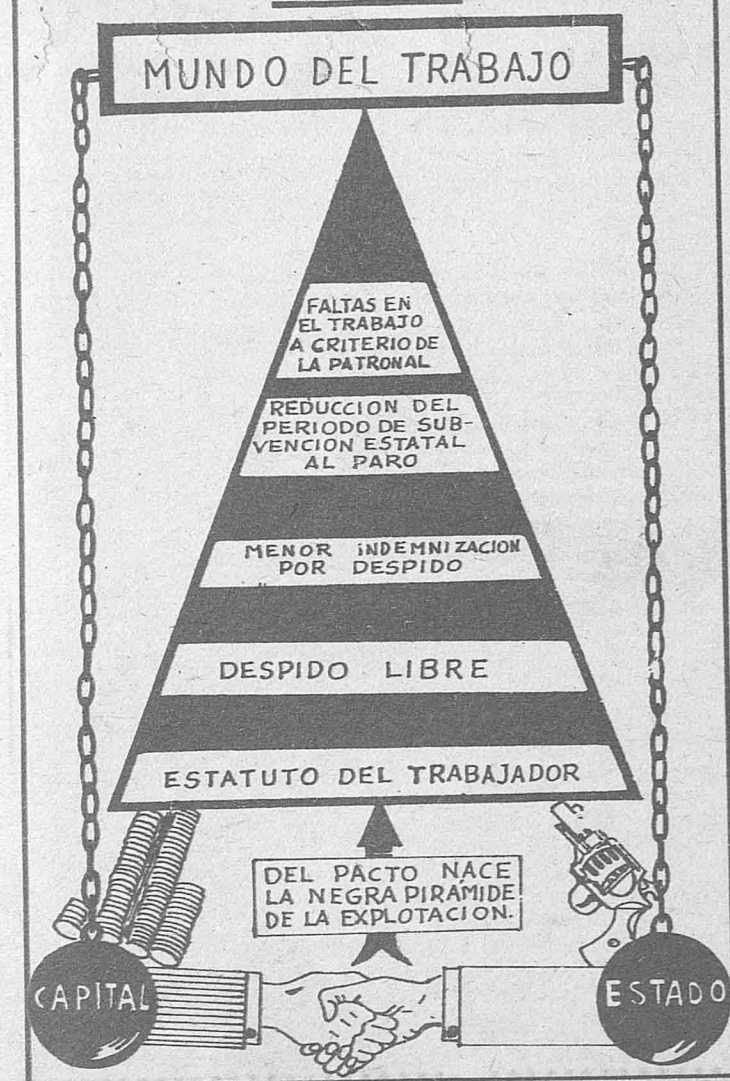 MUNDO DEL TRABAJO
FALTAS EN
EL TRABAJO
A CRITERIO DE
LA PATRONAL
REDUCCION DEL
PERIODO DE SUB-
VENCION ESTATAL
AL PARO
MENOR INDEMNIZACION
POR DESPIDO
DESPIDO LIBRE
ESTATUTO DEL TRABAJADOR
DEL PACTO NACE
LA NEGRA PIRAMIDE
DE LA EXPLOTACION.
CAPITAL
ESTADO